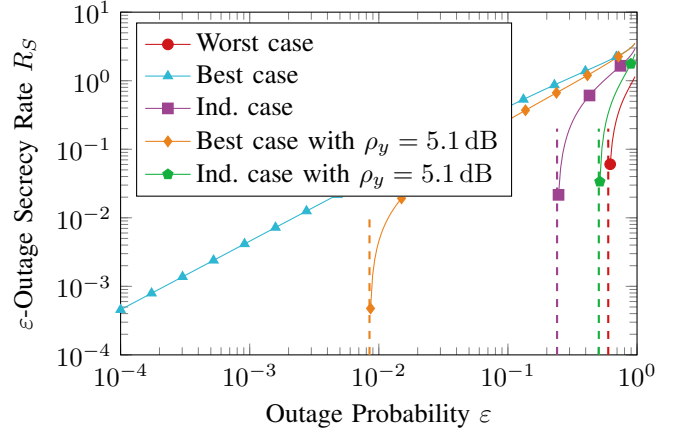 10^1
10^0
10^{-1}
10^{-2}
10^{-3}
10^{-4}
ε-Outage Secrecy Rate R_S
Worst case
Best case
Ind. case
Best case with ρ_y = 5.1 dB
Ind. case with ρ_y = 5.1 dB
10^{-4} 10^{-3} 10^{-2} 10^{-1} 10^0
Outage Probability ε